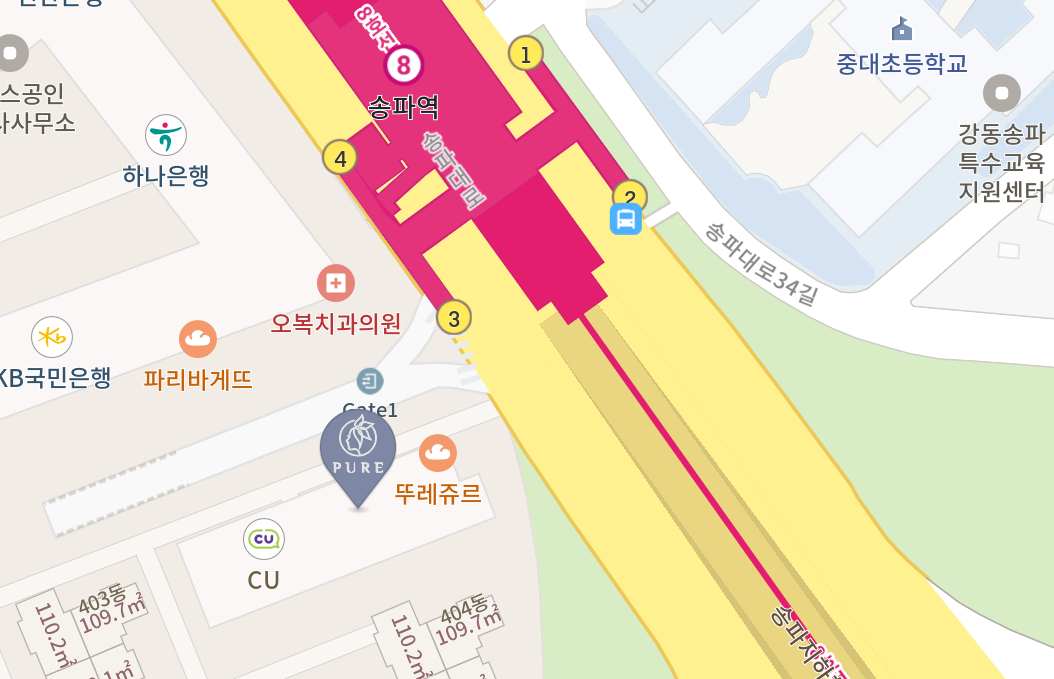 8
송파역
1
2
3
4
중대초등학교
강동송파
특수교육
지원센터
스공인
사무소
하나은행
오복치과의원
송파대로34길
KB국민은행
파리바게뜨
Gate1
PURE
뚜레쥬르
CU
CU
403동
109.7㎡
110.2㎡
404동
109.7㎡
110.2㎡